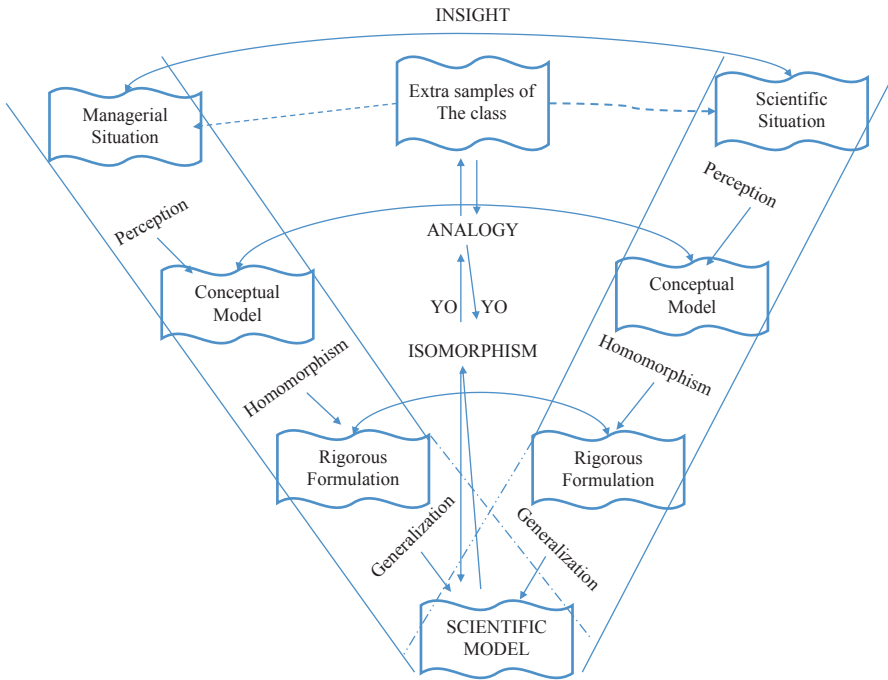 INSIGHT
Managerial
Situation
Extra samples of
The class
Scientific
Situation
Perception
Perception
ANALOGY
Conceptual
Model
Conceptual
Model
YO
YO
ISOMORPHISM
Homomorphism
Homomorphism
Rigorous
Formulation
Rigorous
Formulation
Generalization
Generalization
SCIENTIFIC
MODEL